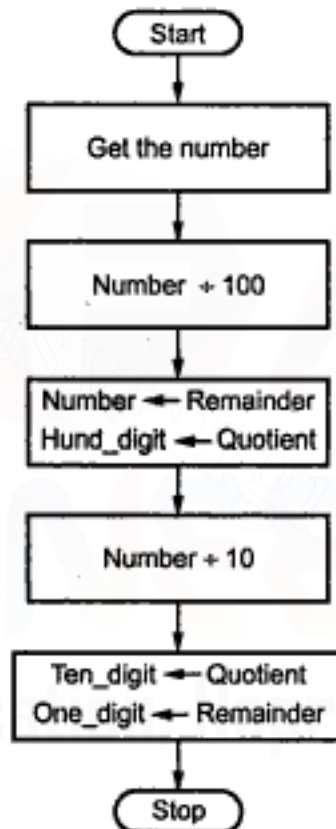 Start
Get the number
Number ÷ 100
Number ← Remainder
Hund_digit ← Quotient
Number ÷ 10
Ten_digit ← Quotient
One_digit ← Remainder
Stop